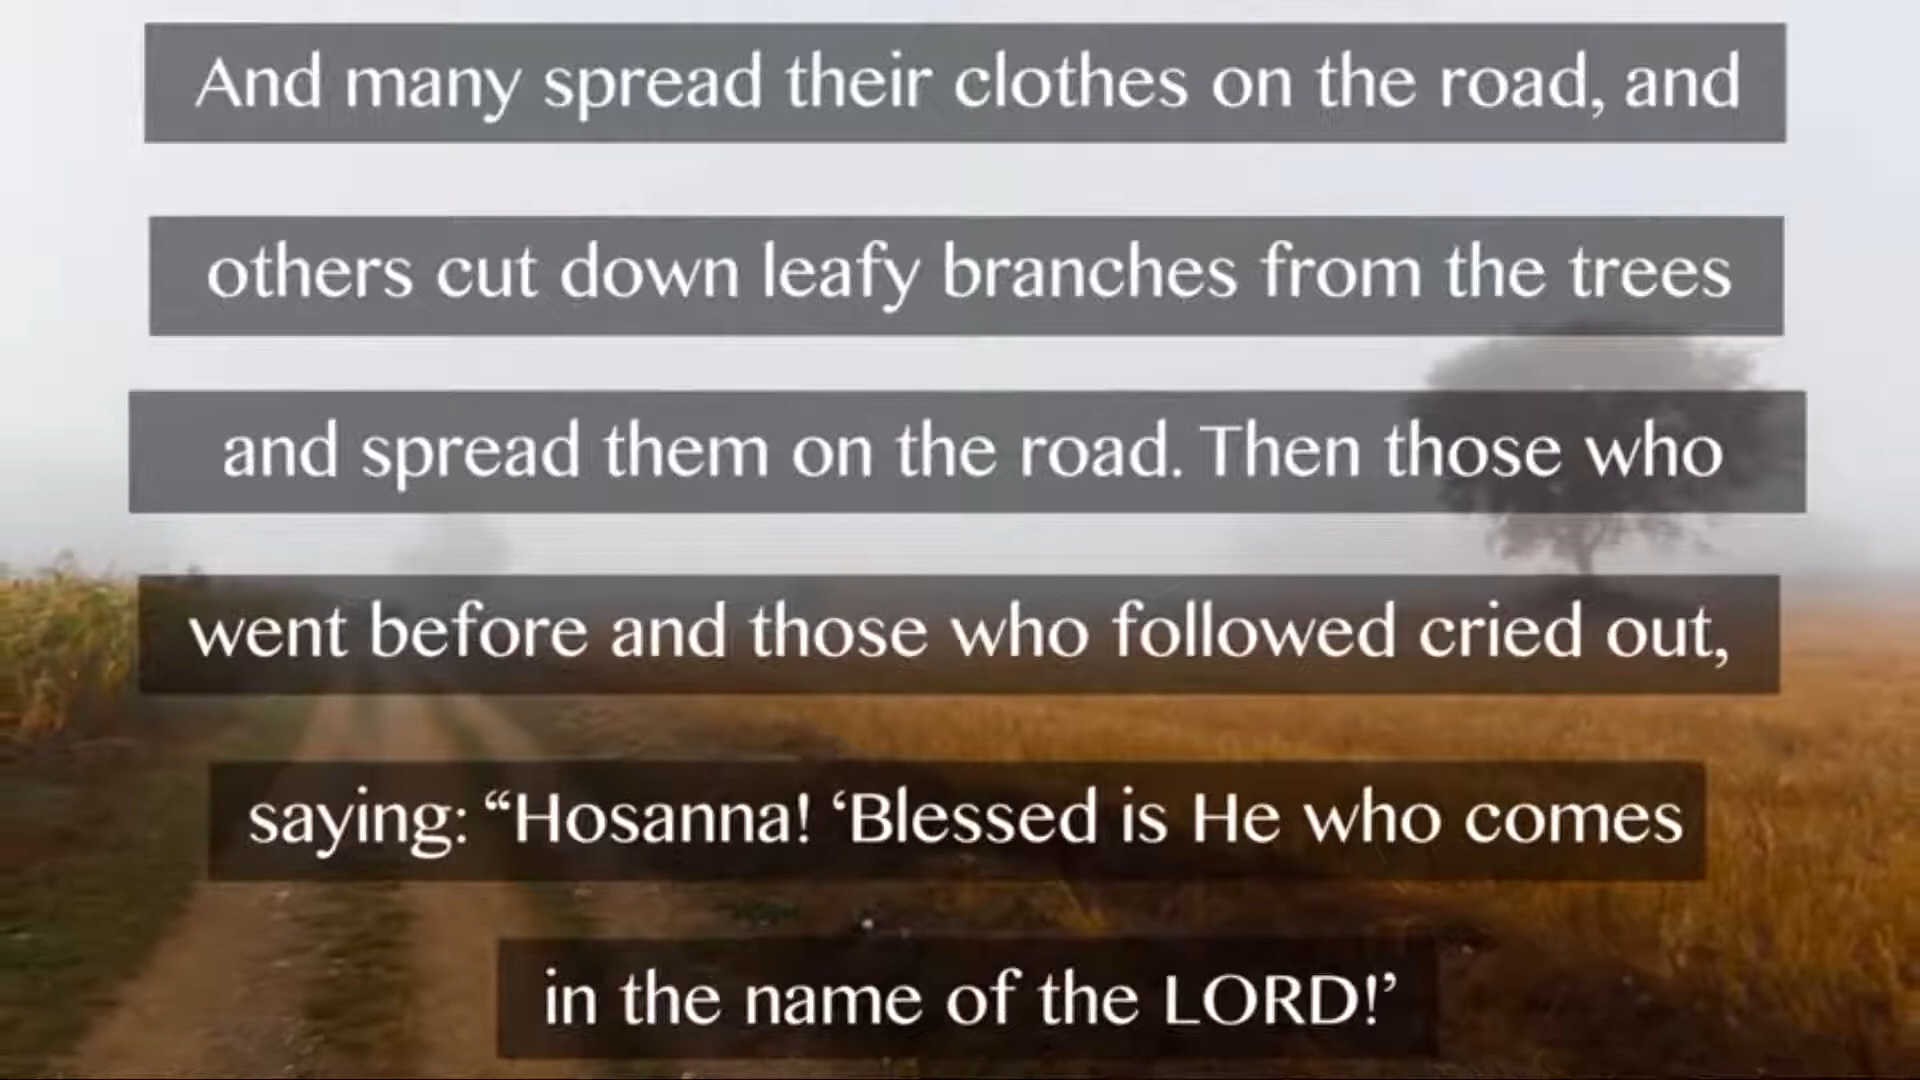 And many spread their clothes on the road, and
others cut down leafy branches from the trees
and spread them on the road. Then those who
went before and those who followed cried out,
saying: “Hosanna! ‘Blessed is He who comes
in the name of the LORD!’